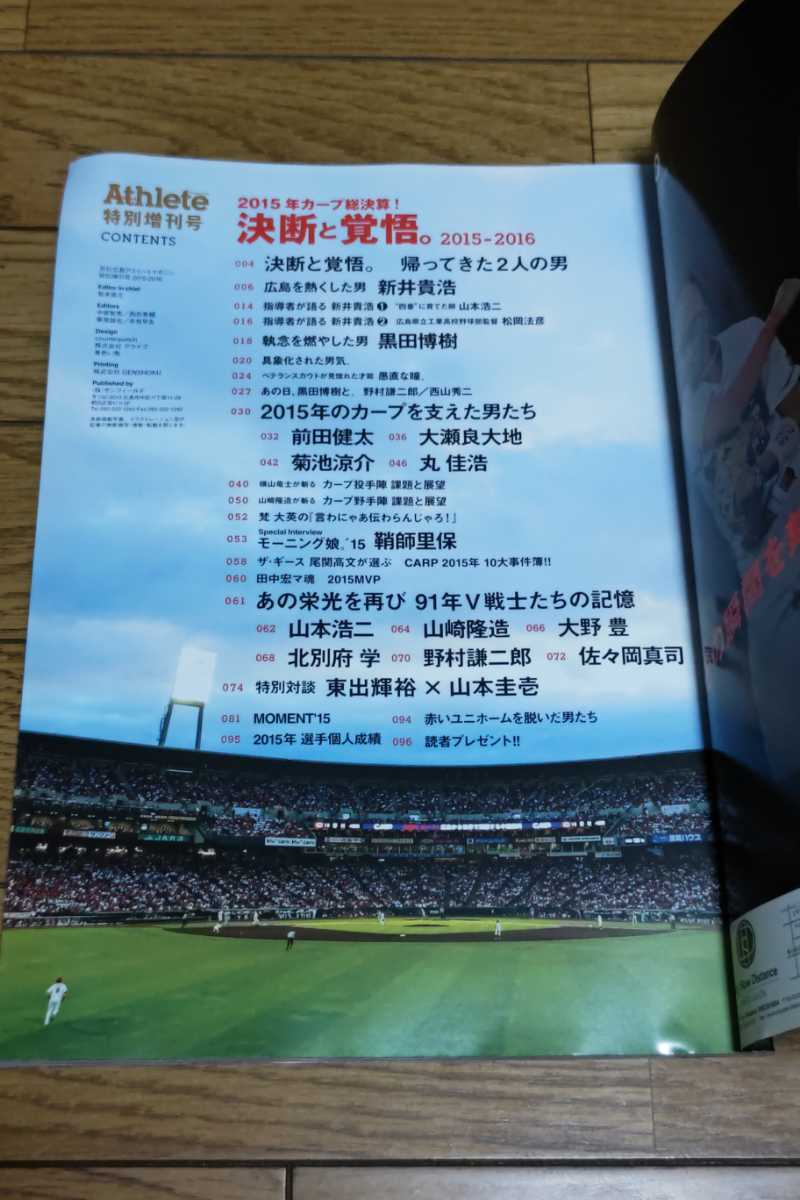 Athlete
特別増刊号
CONTENTS
Editor in chief
Editors
Design
Printing
株式会社 GENSHOKU
Published by
2015年カープ総決算！
決断と覚悟。2015-2016
004 決断と覚悟。 帰ってきた2人の男
006 広島を熱くした男 新井貴浩
014 指導者が語る 新井貴浩❶ “四番”に育てた師 山本浩二
016 指導者が語る 新井貴浩❷ 広島県立工業高校野球部監督 松岡法彦
018 執念を燃やした男 黒田博樹
020 具象化された男気。
024 ベテランスカウトが見惚れた才能 愚直な瞳。
027 あの日、黒田博樹と。 野村謙二郎／西山秀二
030 2015年のカープを支えた男たち
032 前田健太 036 大瀬良大地
042 菊池涼介 046 丸 佳浩
040 横山竜士が斬る カープ投手陣 課題と展望
050 山崎隆造が斬る カープ野手陣 課題と展望
052 梵 大英の『言わにゃあ伝わらんじゃろ！』
Special Interview
053 モーニング娘。'15 鞘師里保
058 ザ・ギース 尾関高文が選ぶ CARP 2015年 10大事件簿!!
060 田中宏マ魂 2015MVP
061 あの栄光を再び 91年V戦士たちの記憶
062 山本浩二 064 山崎隆造 066 大野 豊
068 北別府 学 070 野村謙二郎 072 佐々岡真司
074 特別対談 東出輝裕×山本圭壱
081 MOMENT'15 094 赤いユニホームを脱いだ男たち
095 2015年 選手個人成績 096 読者プレゼント!!
Slow Distance